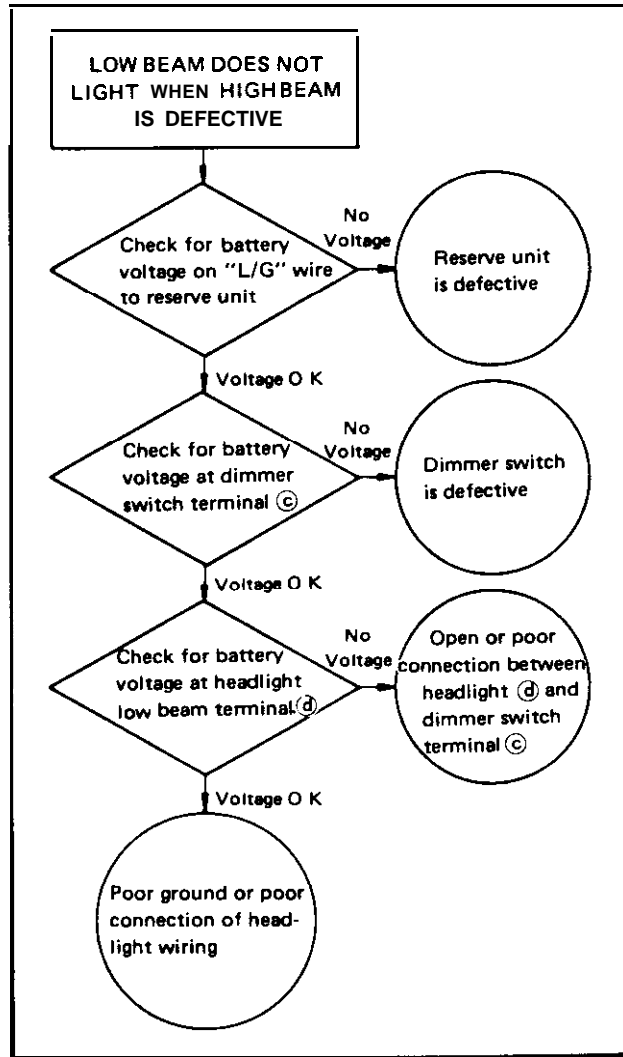 LOW BEAM DOES NOT
LIGHT WHEN HIGH BEAM
IS DEFECTIVE
Check for battery
voltage on "L/G" wire
to reserve unit
No
Voltage
Reserve unit
is defective
Voltage O K
Check for battery
voltage at dimmer
switch terminal ⓒ
No
Voltage
Dimmer switch
is defective
Voltage O K
Check for battery
voltage at headlight
low beam terminal ⓓ
No
Voltage
Open or poor
connection between
headlight ⓓ and
dimmer switch
terminal ⓒ
Voltage O K
Poor ground or poor
connection of head-
light wiring